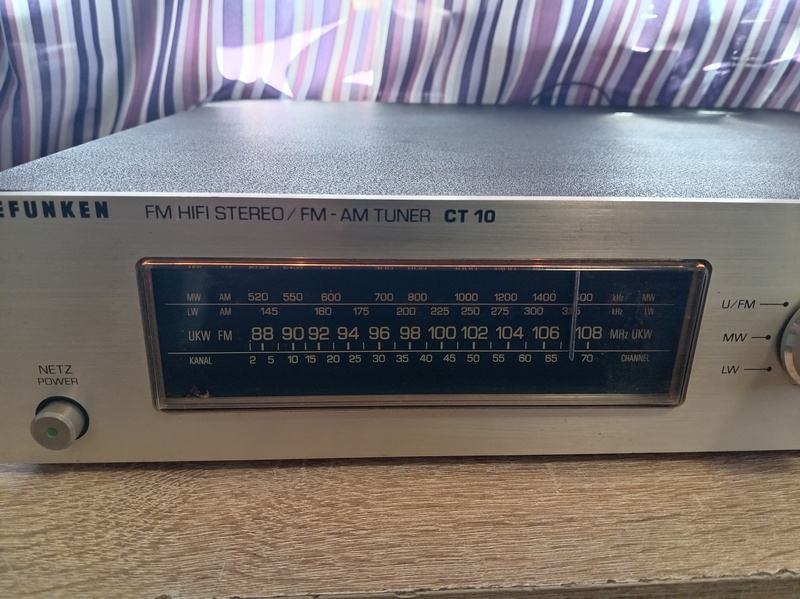 EFUNKEN FM HIFI STEREO / FM - AM TUNER CT 10
MW AM 520 550 600 700 800 1000 1200 1400 kHz MW
LW AM 145 160 175 200 225 250 275 300 kHz LW
UKW FM 88 90 92 94 96 98 100 102 104 106 108 MHz UKW
KANAL 2 5 10 15 20 25 30 35 40 45 50 55 60 65 70 CHANNEL
U/FM
MW
LW
NETZ
POWER